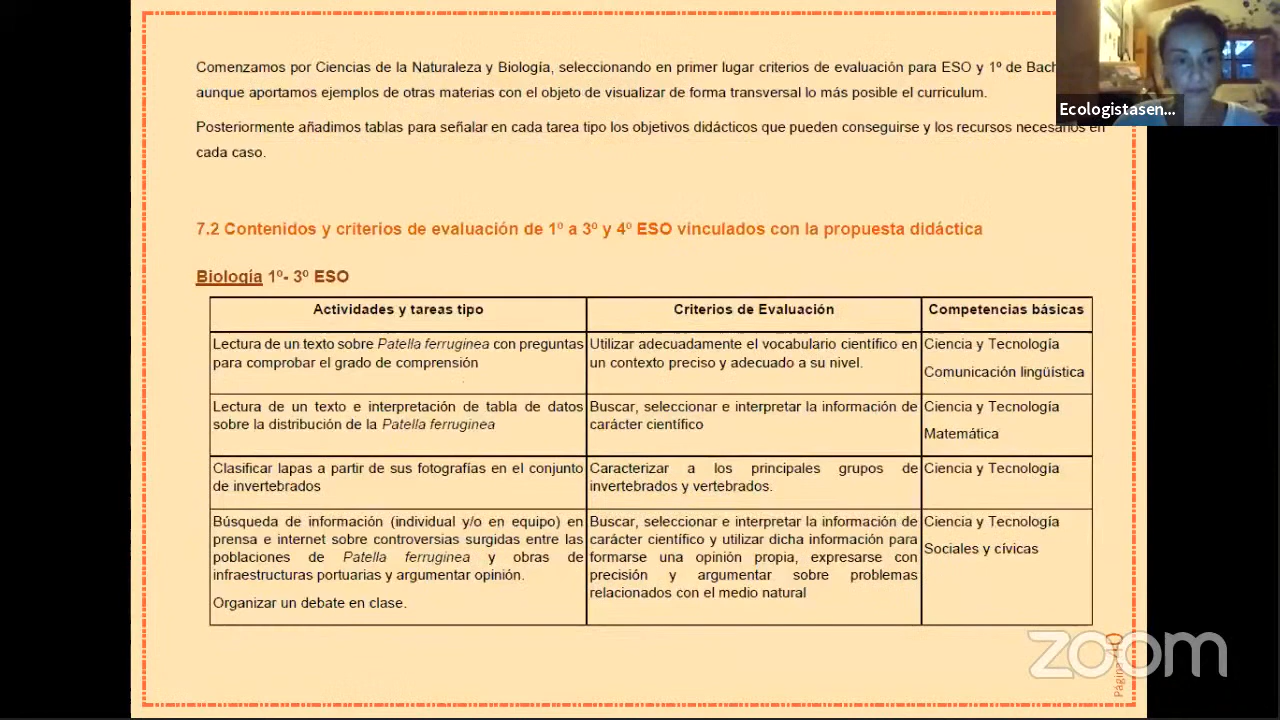 Comenzamos por Ciencias de la Naturaleza y Biología, seleccionando en primer lugar criterios de evaluación para ESO y 1º de Bach
aunque aportamos ejemplos de otras materias con el objeto de visualizar de forma transversal lo más posible el curriculum.
Posteriormente añadimos tablas para señalar en cada tarea tipo los objetivos didácticos que pueden conseguirse y los recursos necesarios en
cada caso.
Ecologistasen...
7.2 Contenidos y criterios de evaluación de 1º a 3º y 4º ESO vinculados con la propuesta didáctica
Biología 1º- 3º ESO
Actividades y tareas tipo
Criterios de Evaluación
Competencias básicas
Lectura de un texto sobre Patella ferruginea con preguntas
para comprobar el grado de comprensión
Utilizar adecuadamente el vocabulario científico en
un contexto preciso y adecuado a su nivel.
Ciencia y Tecnología
Comunicación lingüística
Lectura de un texto e interpretación de tabla de datos
sobre la distribución de la Patella ferruginea
Buscar, seleccionar e interpretar la información de
carácter científico
Ciencia y Tecnología
Matemática
Clasificar lapas a partir de sus fotografías en el conjunto
de invertebrados
Caracterizar a los principales grupos de
invertebrados y vertebrados.
Ciencia y Tecnología
Búsqueda de información (individual y/o en equipo) en
prensa e internet sobre controversias surgidas entre las
poblaciones de Patella ferruginea y obras de
infraestructuras portuarias y argumentar opinión.
Organizar un debate en clase.
Buscar, seleccionar e interpretar la información de
carácter científico y utilizar dicha información para
formarse una opinión propia, expresarse con
precisión y argumentar sobre problemas
relacionados con el medio natural
Ciencia y Tecnología
Sociales y cívicas
Página 40
zoom